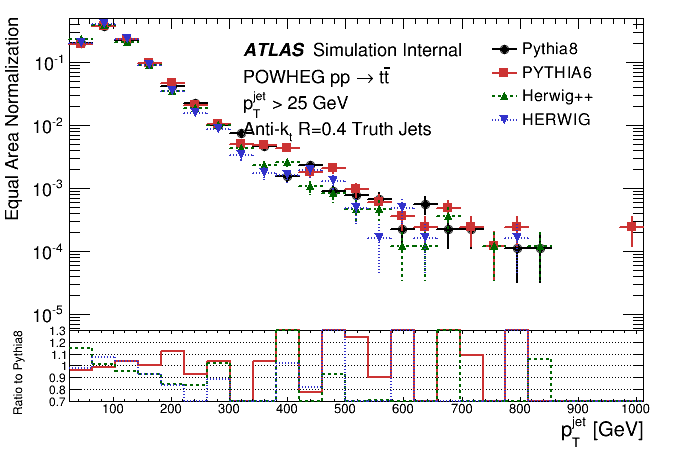 Equal Area Normalization
10⁻¹
10⁻²
10⁻³
10⁻⁴
10⁻⁵
ATLAS Simulation Internal
POWHEG pp → tt̄
p_T^jet > 25 GeV
Anti-k_t R=0.4 Truth Jets
Pythia8
PYTHIA6
Herwig++
HERWIG
Ratio to Pythia8
1.3
1.2
1.1
1
0.9
0.8
0.7
100 200 300 400 500 600 700 800 900 1000
p_T^jet [GeV]